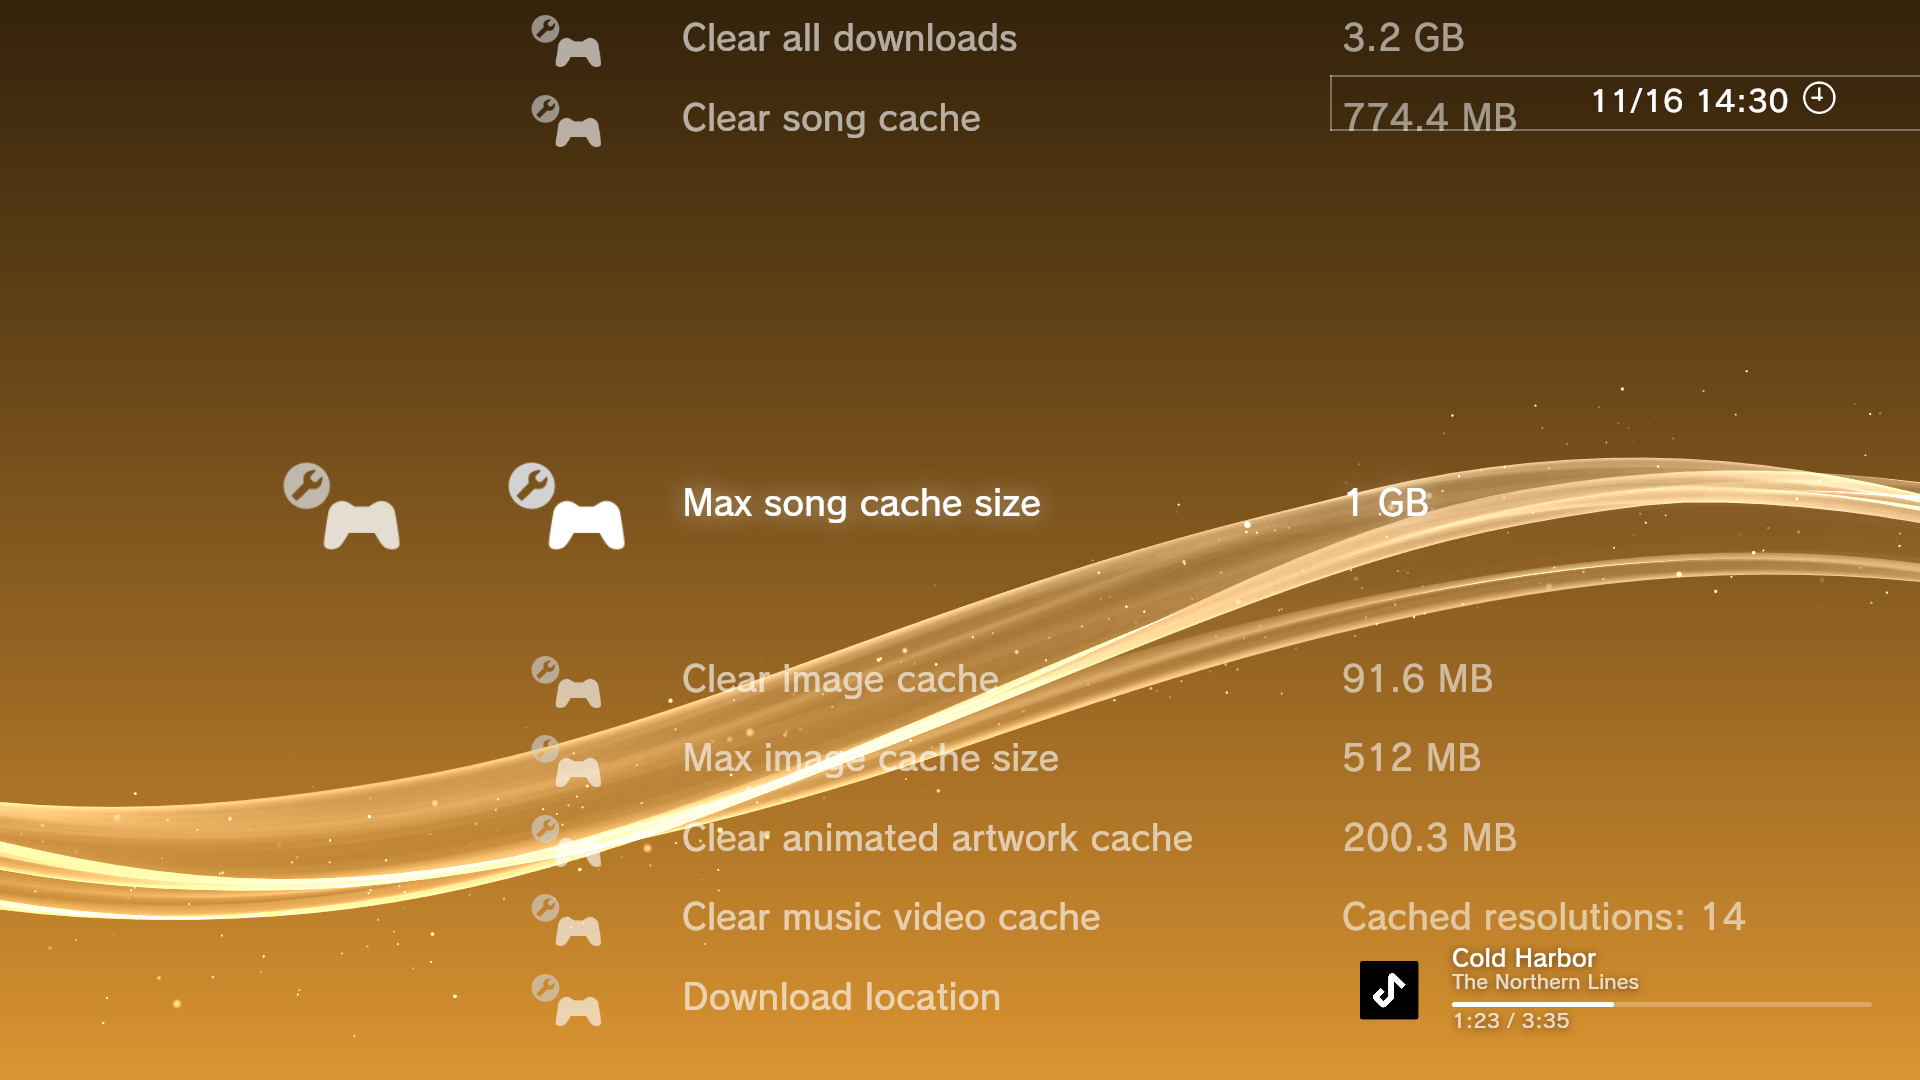 Clear all downloads 3.2 GB
11/16 14:30
Clear song cache 774.4 MB
Max song cache size 1 GB
Clear image cache 91.6 MB
Max image cache size 512 MB
Clear animated artwork cache 200.3 MB
Clear music video cache Cached resolutions: 14
Cold Harbor
The Northern Lines
Download location
1:23 / 3:35